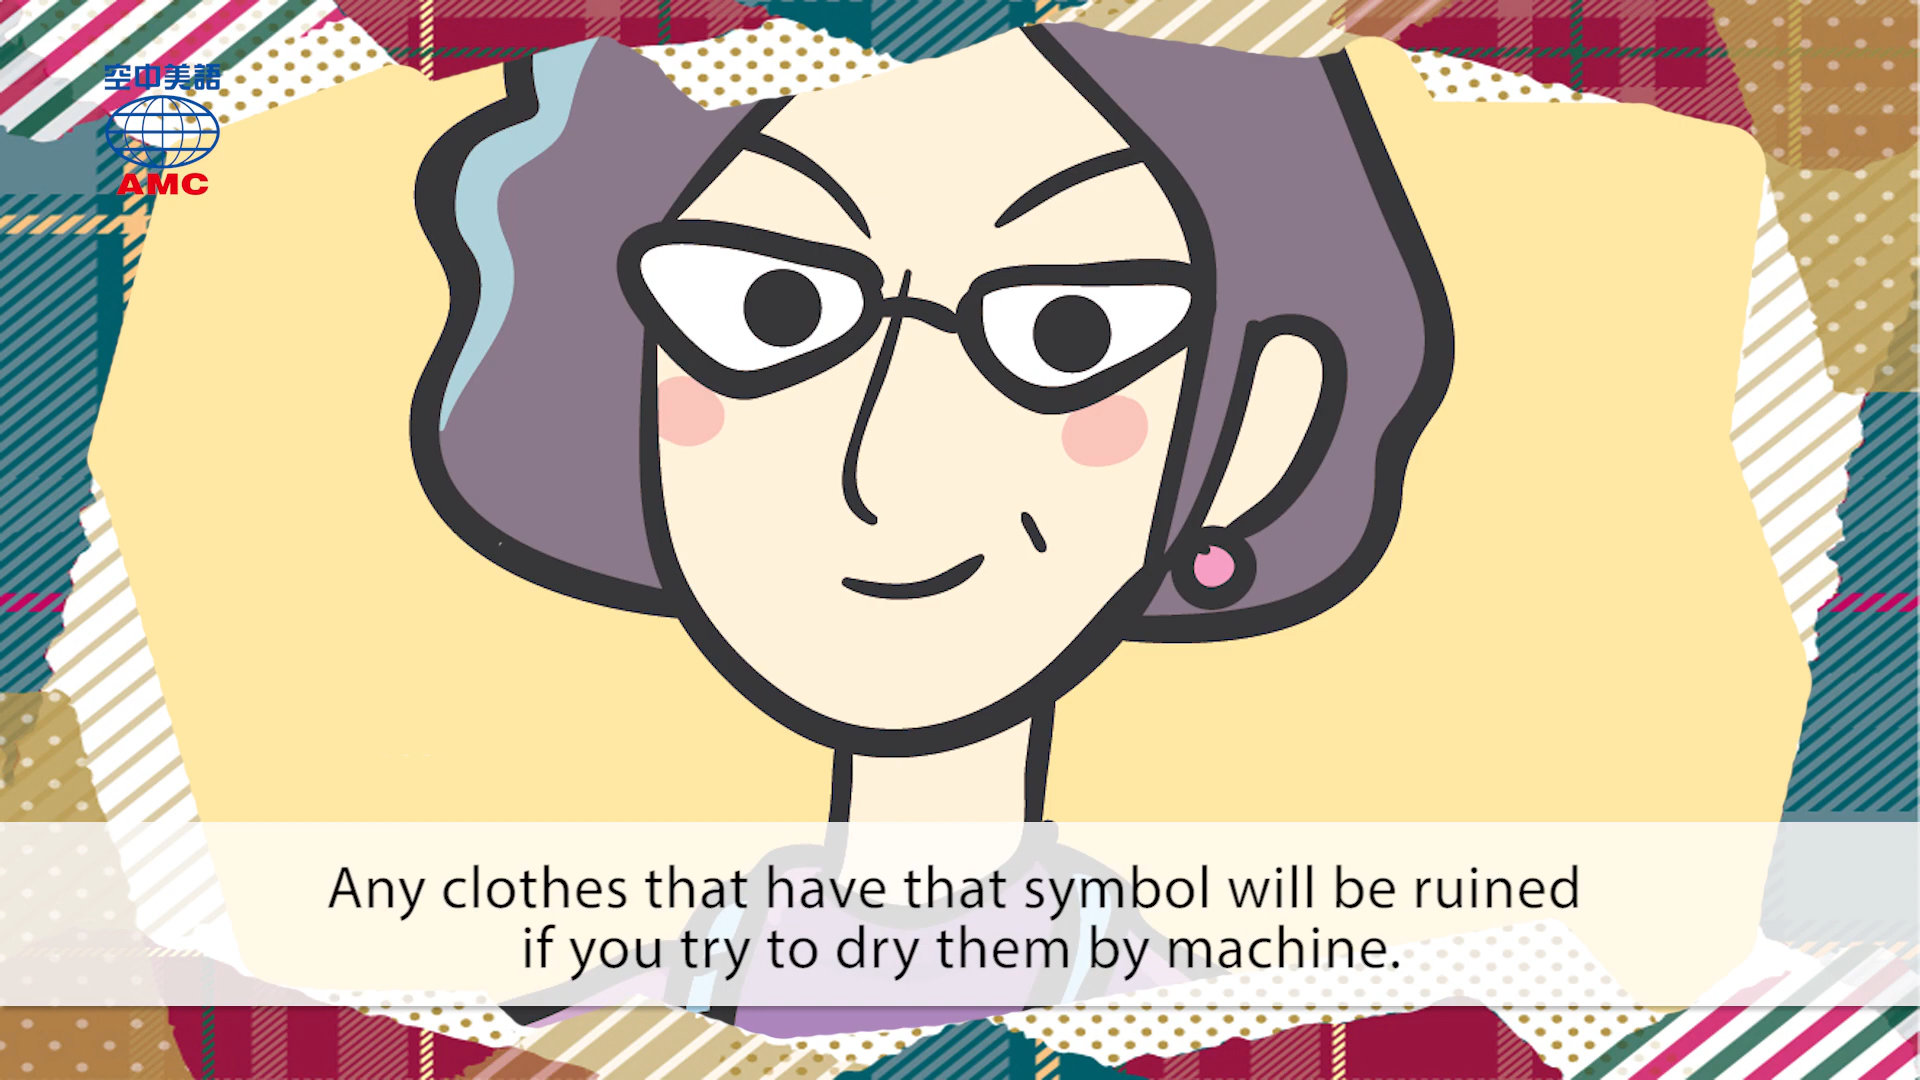 空中美語
AMC
Any clothes that have that symbol will be ruined
if you try to dry them by machine.